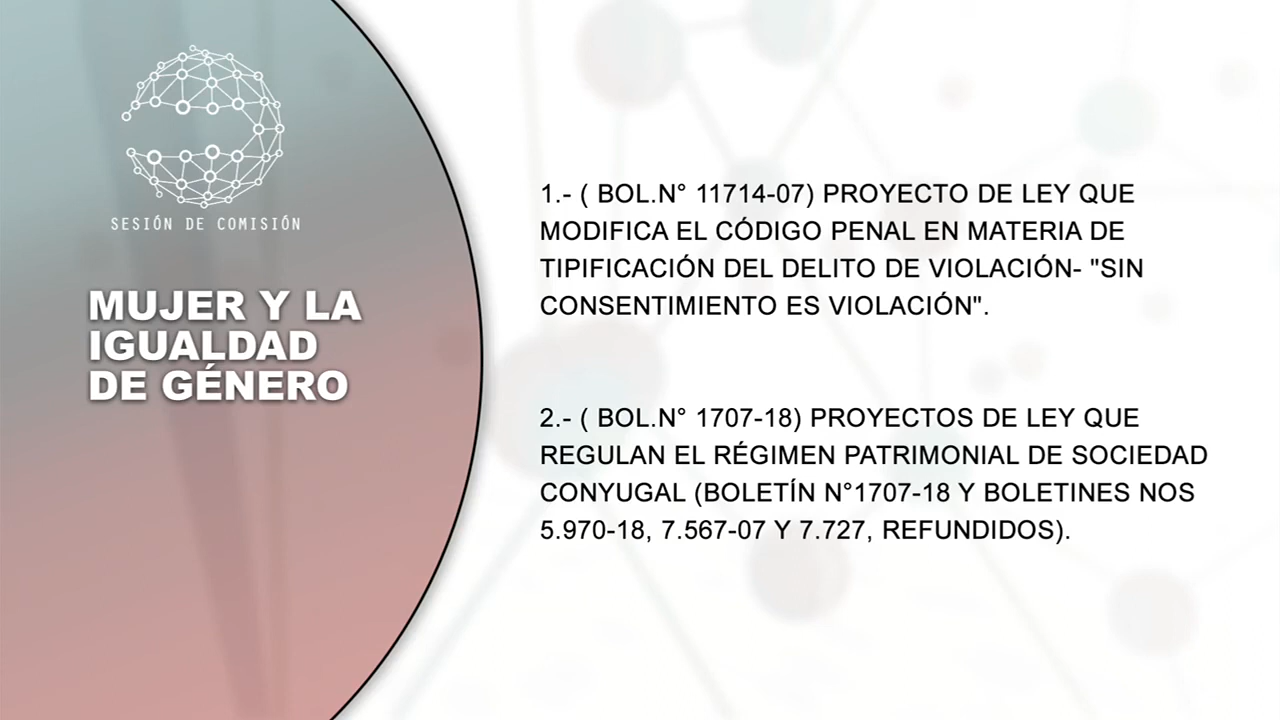 SESIÓN DE COMISIÓN
MUJER Y LA
IGUALDAD
DE GÉNERO
1.- ( BOL.N° 11714-07) PROYECTO DE LEY QUE
MODIFICA EL CÓDIGO PENAL EN MATERIA DE
TIPIFICACIÓN DEL DELITO DE VIOLACIÓN- "SIN
CONSENTIMIENTO ES VIOLACIÓN".
2.- ( BOL.N° 1707-18) PROYECTOS DE LEY QUE
REGULAN EL RÉGIMEN PATRIMONIAL DE SOCIEDAD
CONYUGAL (BOLETÍN N°1707-18 Y BOLETINES NOS
5.970-18, 7.567-07 Y 7.727, REFUNDIDOS).